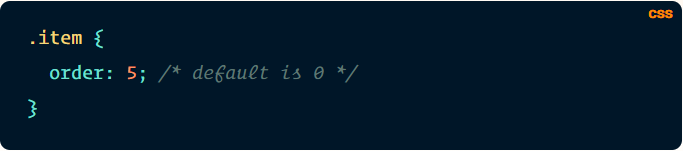 css
.item {
  order: 5; /* default is 0 */
}